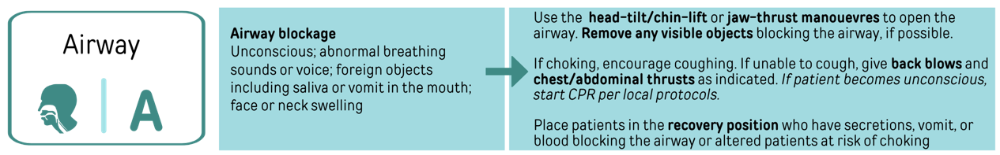 Airway
A
Airway blockage
Unconscious; abnormal breathing
sounds or voice; foreign objects
including saliva or vomit in the mouth;
face or neck swelling
Use the head-tilt/chin-lift or jaw-thrust manouevres to open the
airway. Remove any visible objects blocking the airway, if possible.
If choking, encourage coughing. If unable to cough, give back blows and
chest/abdominal thrusts as indicated. If patient becomes unconscious,
start CPR per local protocols.
Place patients in the recovery position who have secretions, vomit, or
blood blocking the airway or altered patients at risk of choking